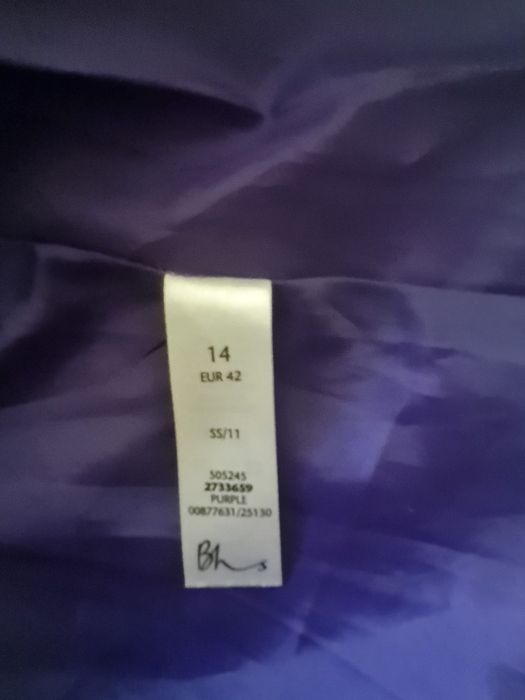 14
EUR 42
SS/11
505245
2733659
PURPLE
00877631/25130
Bhs